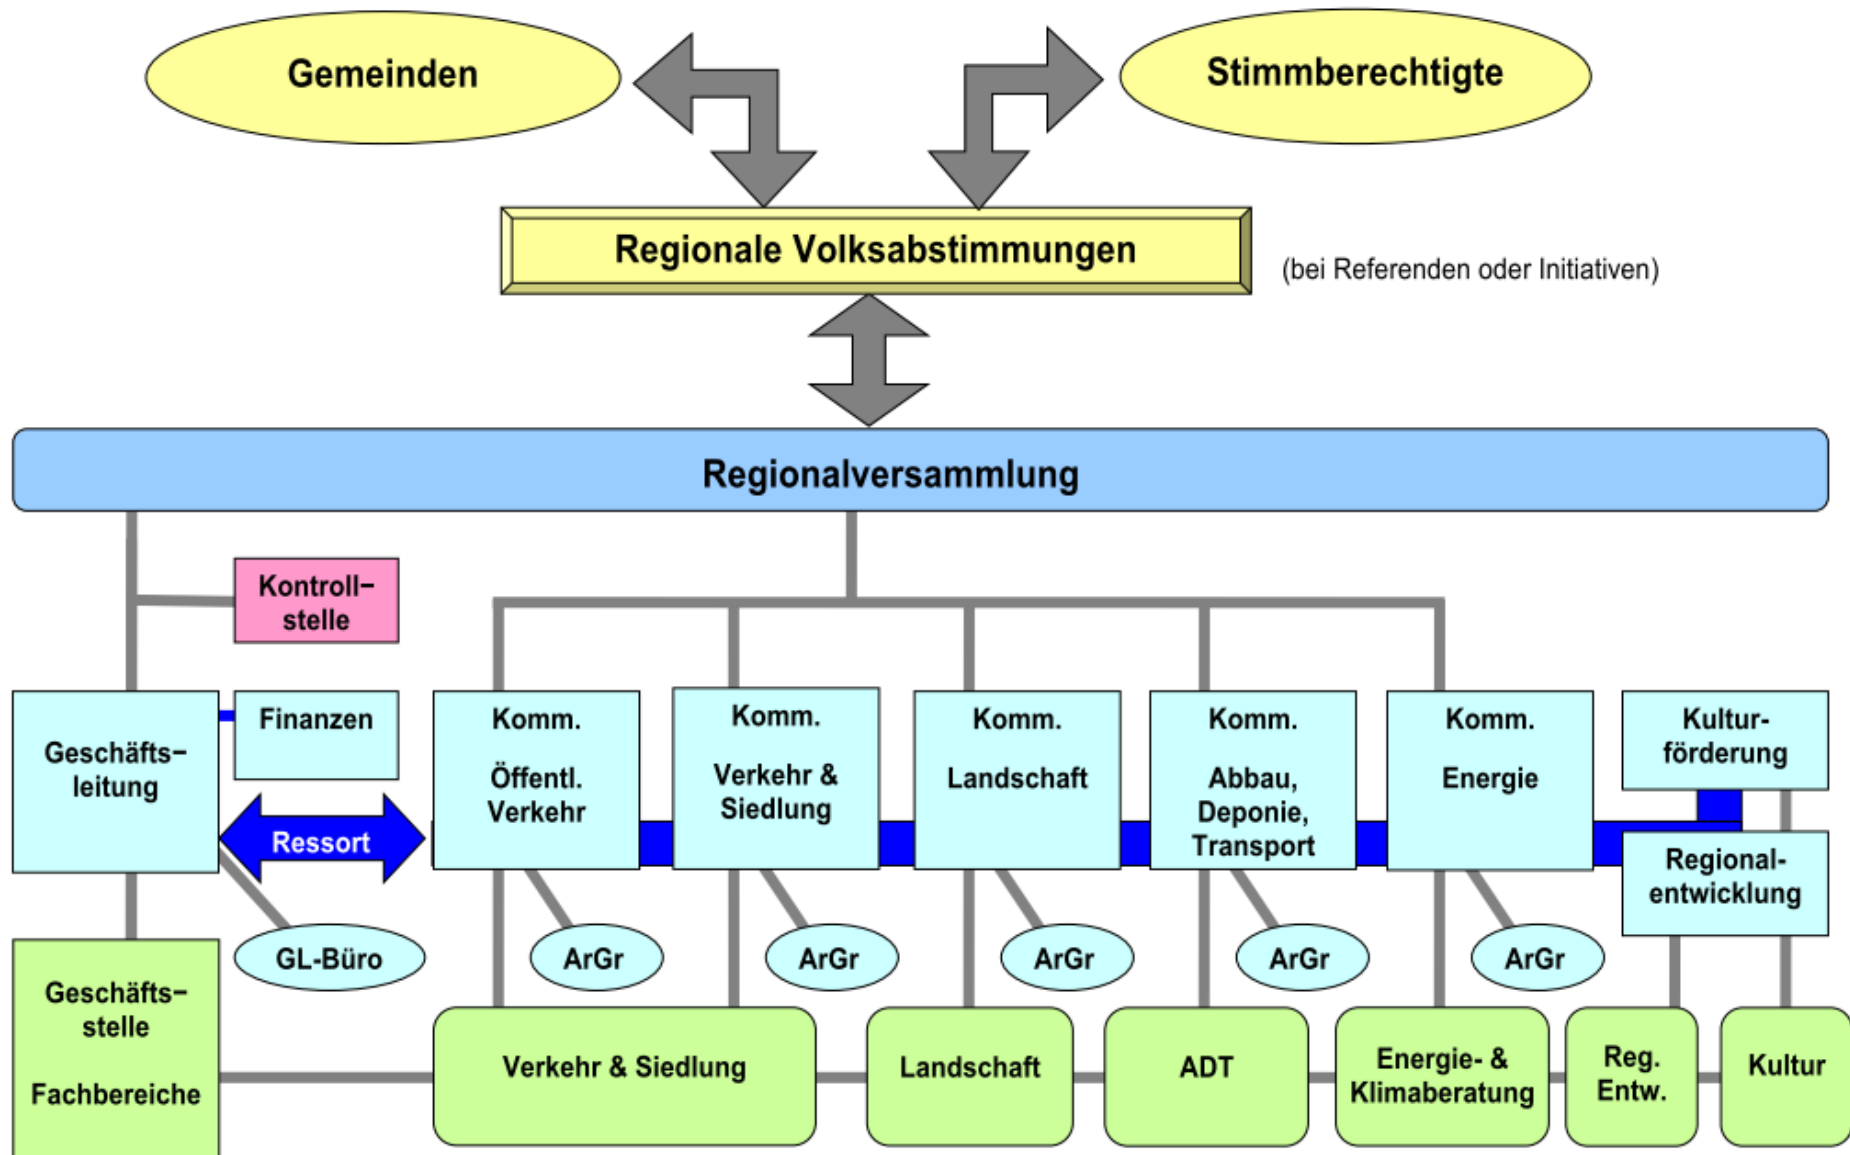 Gemeinden
Stimmberechtigte
Regionale Volksabstimmungen
(bei Referenden oder Initiativen)
Regionalversammlung
Kontroll–
stelle
Geschäfts–
leitung
Finanzen
Ressort
GL-Büro
Komm.
Öffentl.
Verkehr
Komm.
Verkehr &
Siedlung
Komm.
Landschaft
Komm.
Abbau,
Deponie,
Transport
Komm.
Energie
Kultur-
förderung
Regional-
entwicklung
ArGr
ArGr
ArGr
ArGr
ArGr
Geschäfts–
stelle
Fachbereiche
Verkehr & Siedlung
Landschaft
ADT
Energie- &
Klimaberatung
Reg.
Entw.
Kultur